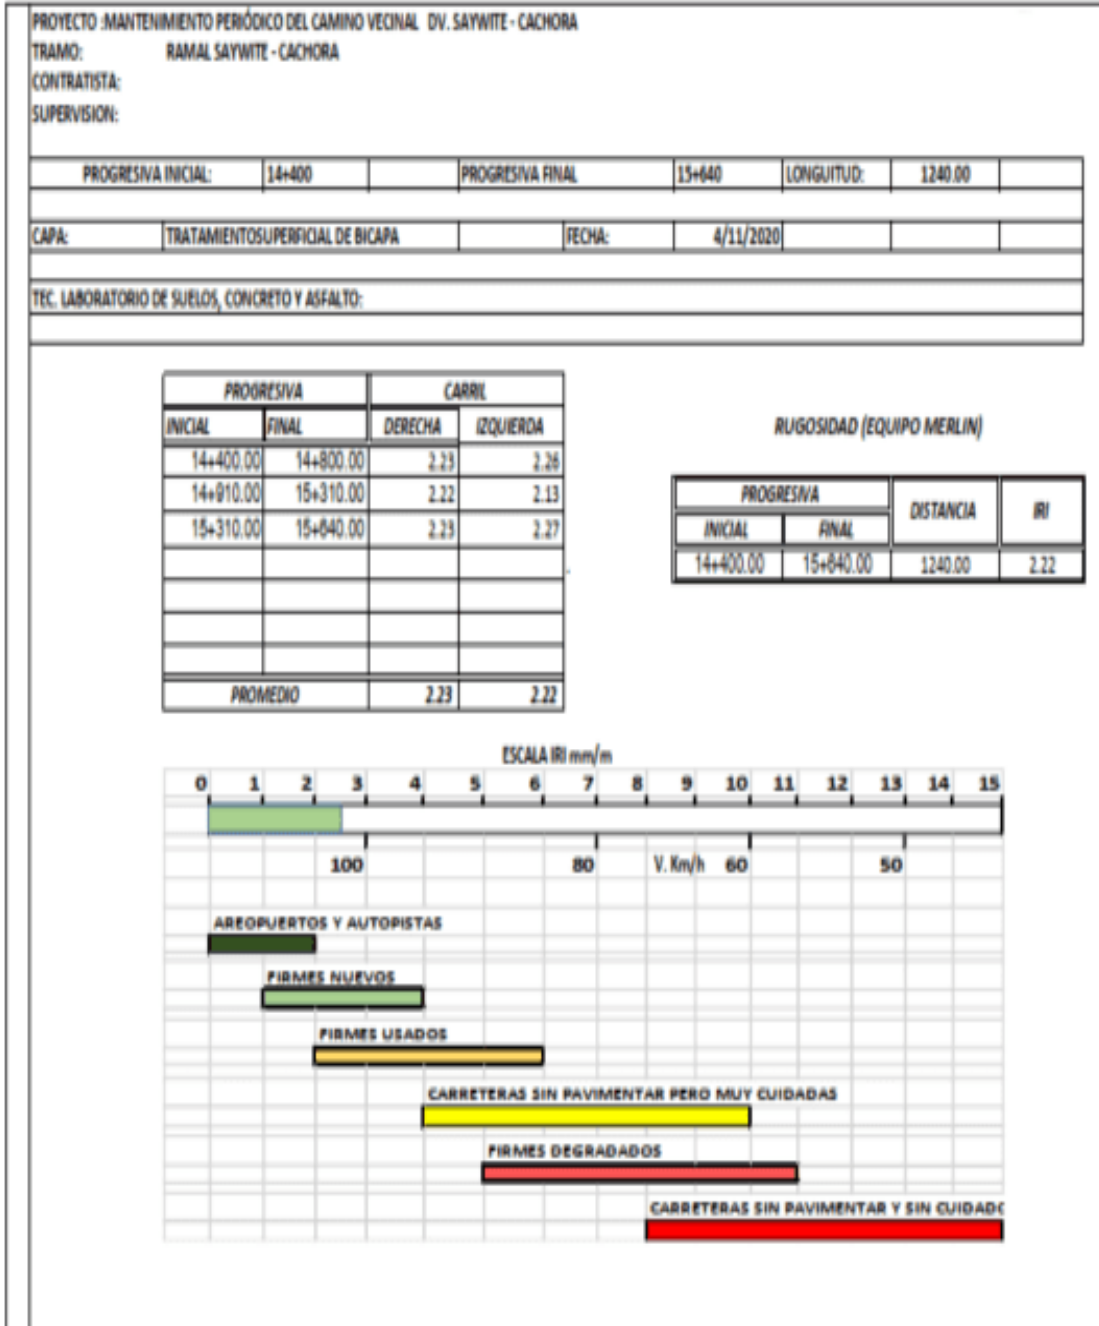 PROYECTO :MANTENIMIENTO PERIÓDICO DEL CAMINO VECINAL DV. SAYWITE - CACHORA
TRAMO: RAMAL SAYWITE - CACHORA
CONTRATISTA:
SUPERVISION:
PROGRESIVA INICIAL: 14+400 PROGRESIVA FINAL 15+640 LONGUITUD: 1240.00
CAPA: TRATAMIENTOSUPERFICIAL DE BICAPA FECHA: 4/11/2020
TEC. LABORATORIO DE SUELOS, CONCRETO Y ASFALTO:
PROGRESIVA CARRIL
INICIAL FINAL DERECHA IZQUIERDA
14+400.00 14+800.00 2.23 2.26
14+910.00 15+310.00 2.22 2.13
15+310.00 15+640.00 2.23 2.27
PROMEDIO 2.23 2.22
RUGOSIDAD (EQUIPO MERLIN)
PROGRESIVA DISTANCIA IRI
INICIAL FINAL
14+400.00 15+640.00 1240.00 2.22
ESCALA IRI mm/m
0 1 2 3 4 5 6 7 8 9 10 11 12 13 14 15
100 80 V. Km/h 60 50
AREOPUERTOS Y AUTOPISTAS
FIRMES NUEVOS
FIRMES USADOS
CARRETERAS SIN PAVIMENTAR PERO MUY CUIDADAS
FIRMES DEGRADADOS
CARRETERAS SIN PAVIMENTAR Y SIN CUIDADO